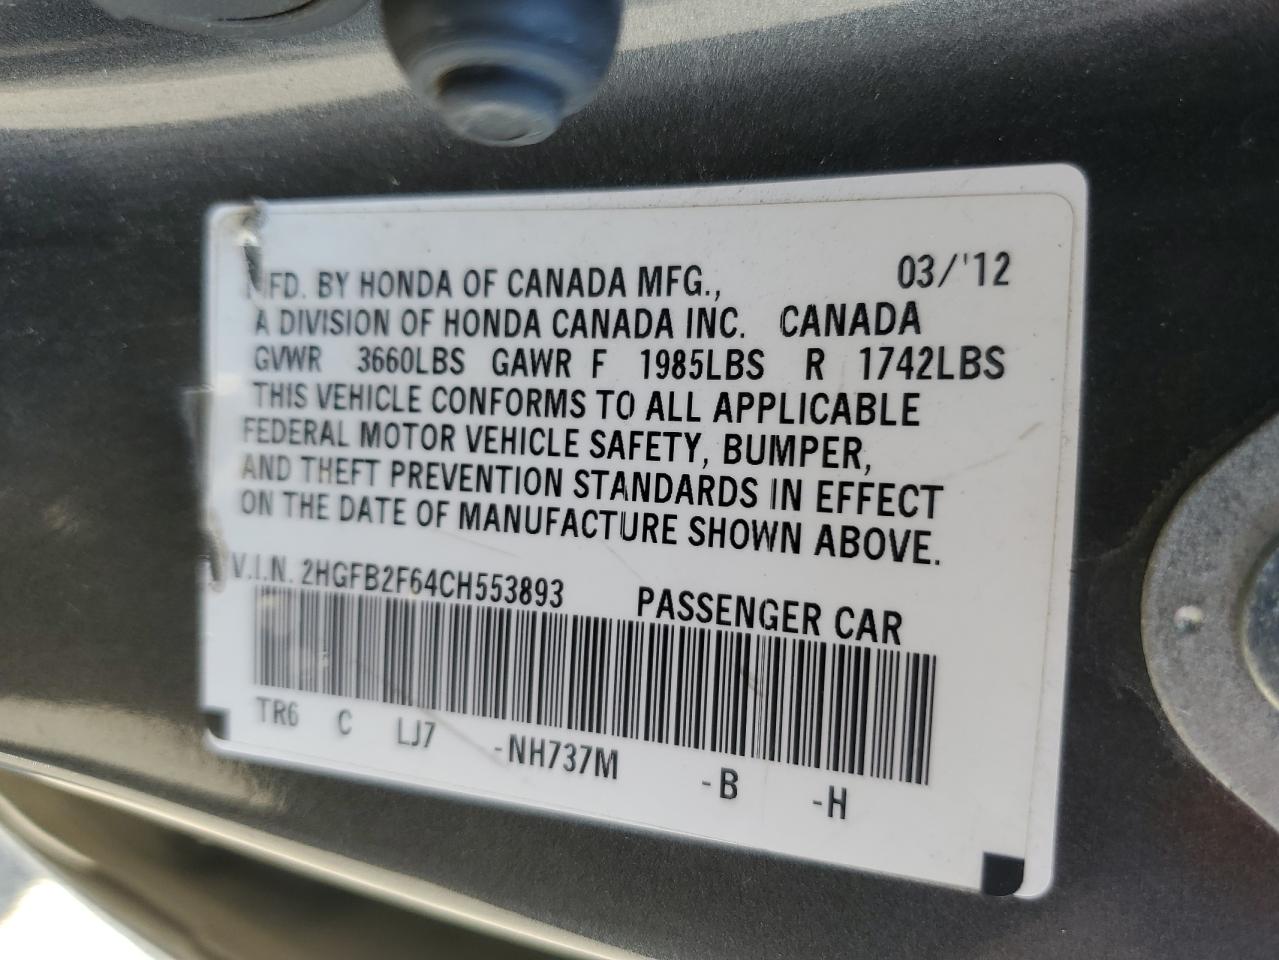 MFD. BY HONDA OF CANADA MFG., 03/'12
A DIVISION OF HONDA CANADA INC. CANADA
GVWR 3660LBS GAWR F 1985LBS R 1742LBS
THIS VEHICLE CONFORMS TO ALL APPLICABLE
FEDERAL MOTOR VEHICLE SAFETY, BUMPER,
AND THEFT PREVENTION STANDARDS IN EFFECT
ON THE DATE OF MANUFACTURE SHOWN ABOVE.
V.I.N. 2HGFB2F64CH553893 PASSENGER CAR
TR6 C LJ7 -NH737M -B -H